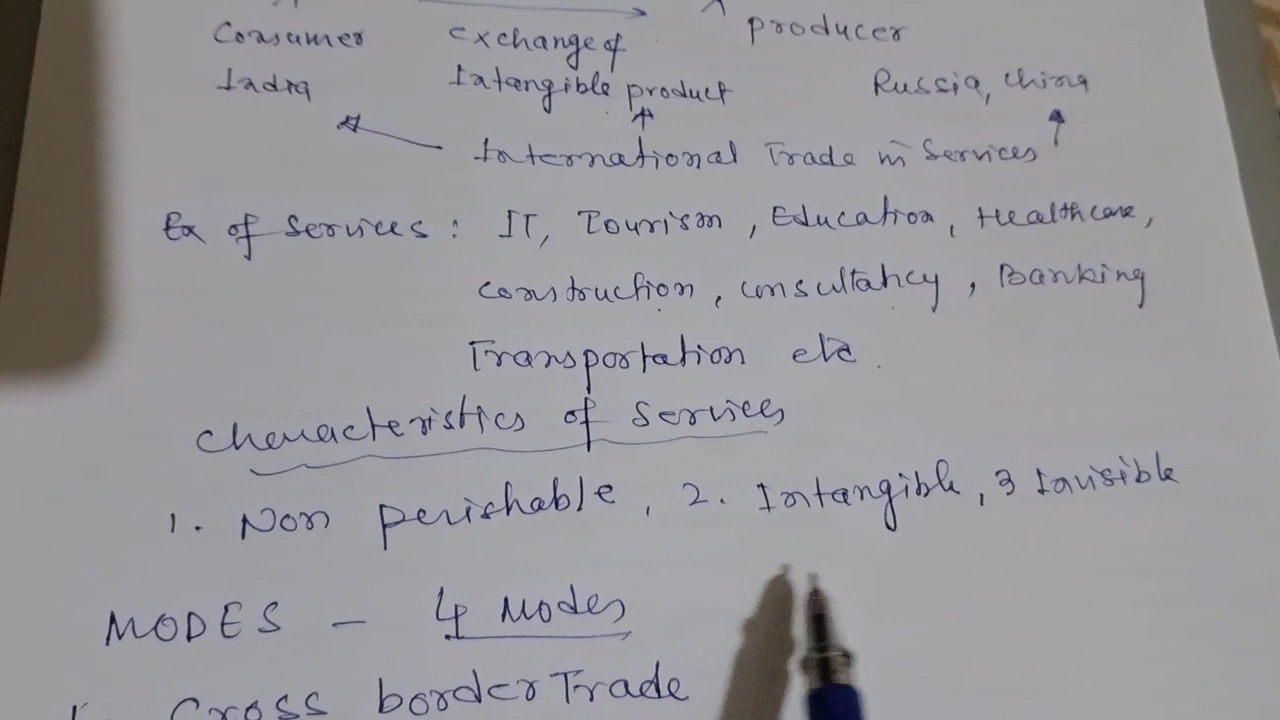 Consumer exchange of producer
India Intangible product Russia, China
International Trade in Services
Ex of Services : IT, Tourism, Education, Healthcare,
construction, consultancy, Banking
Transportation etc.
Characteristics of Services
1. Non perishable, 2. Intangible, 3 Invisible
MODES - 4 Modes
1. Cross border Trade